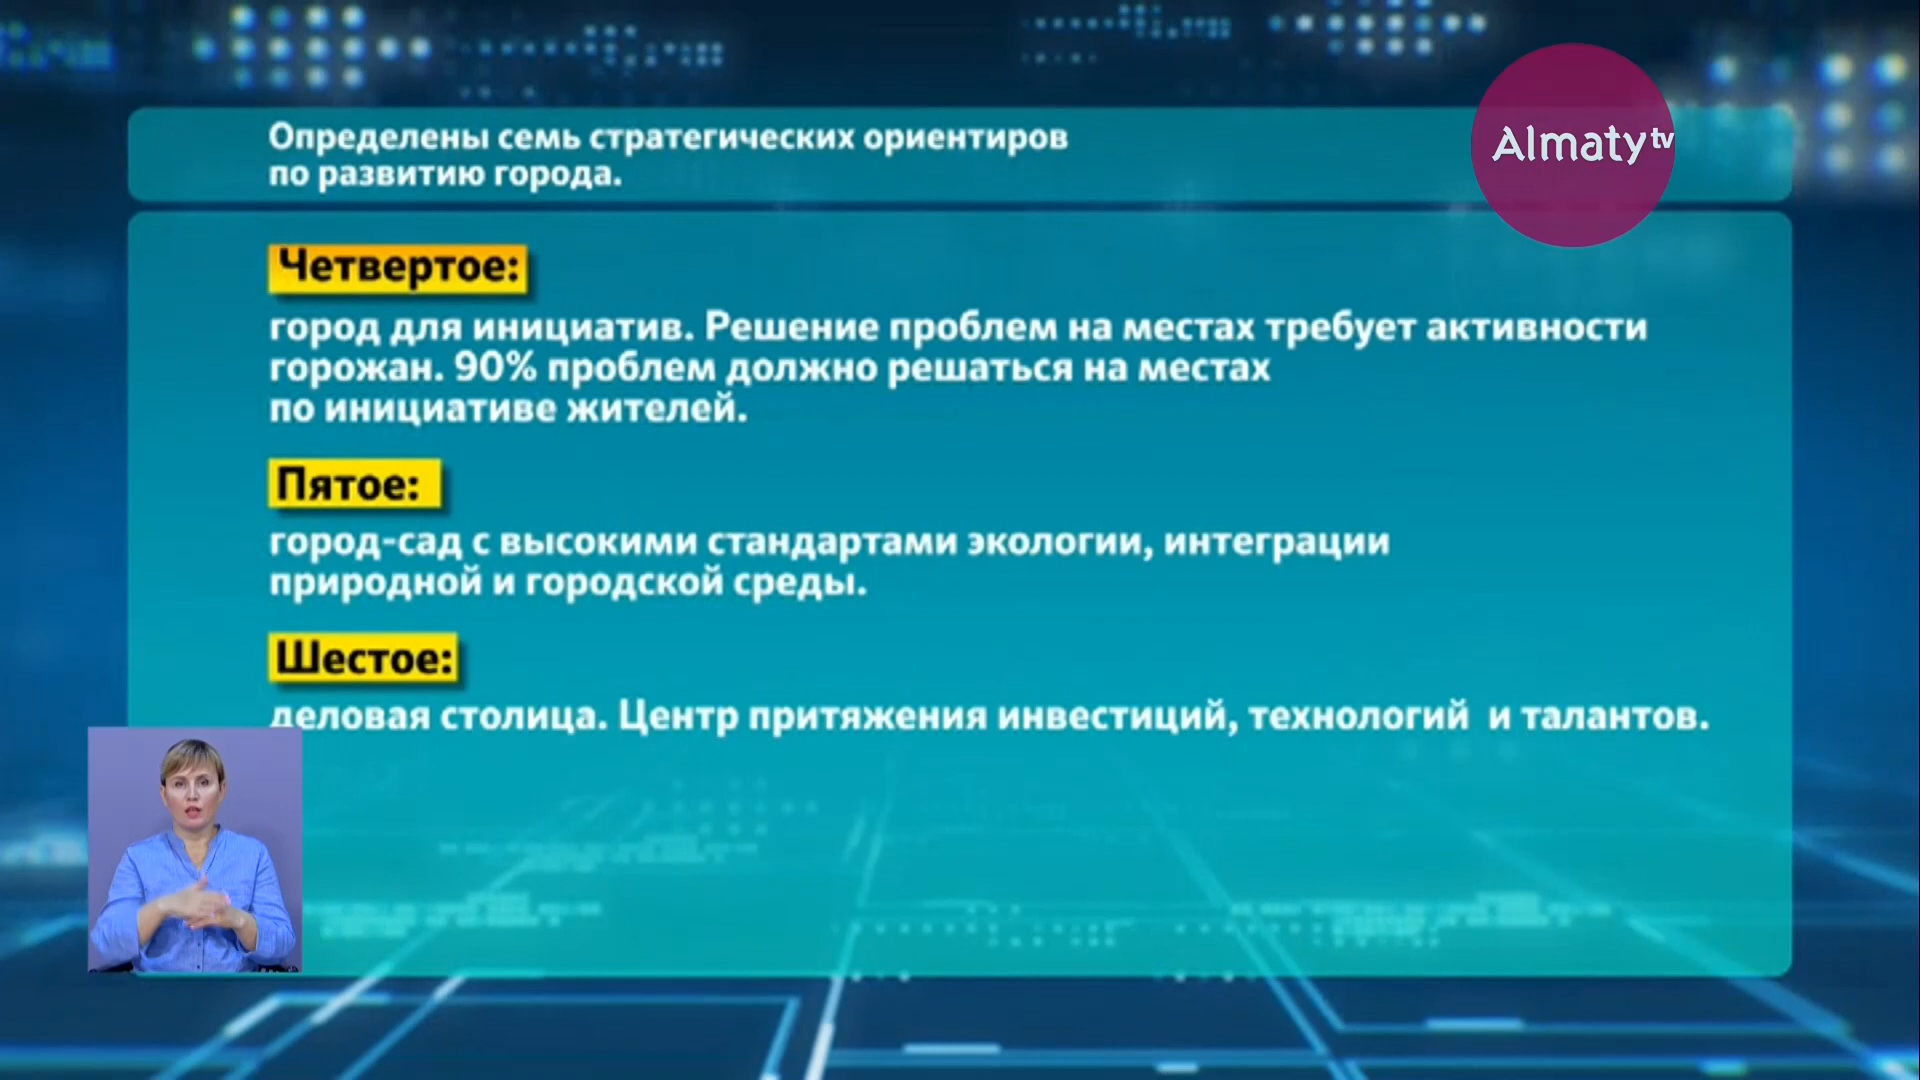 Определены семь стратегических ориентиров
по развитию города.
Almaty tv
Четвертое:
город для инициатив. Решение проблем на местах требует активности
горожан. 90% проблем должно решаться на местах
по инициативе жителей.
Пятое:
город-сад с высокими стандартами экологии, интеграции
природной и городской среды.
Шестое:
деловая столица. Центр притяжения инвестиций, технологий и талантов.